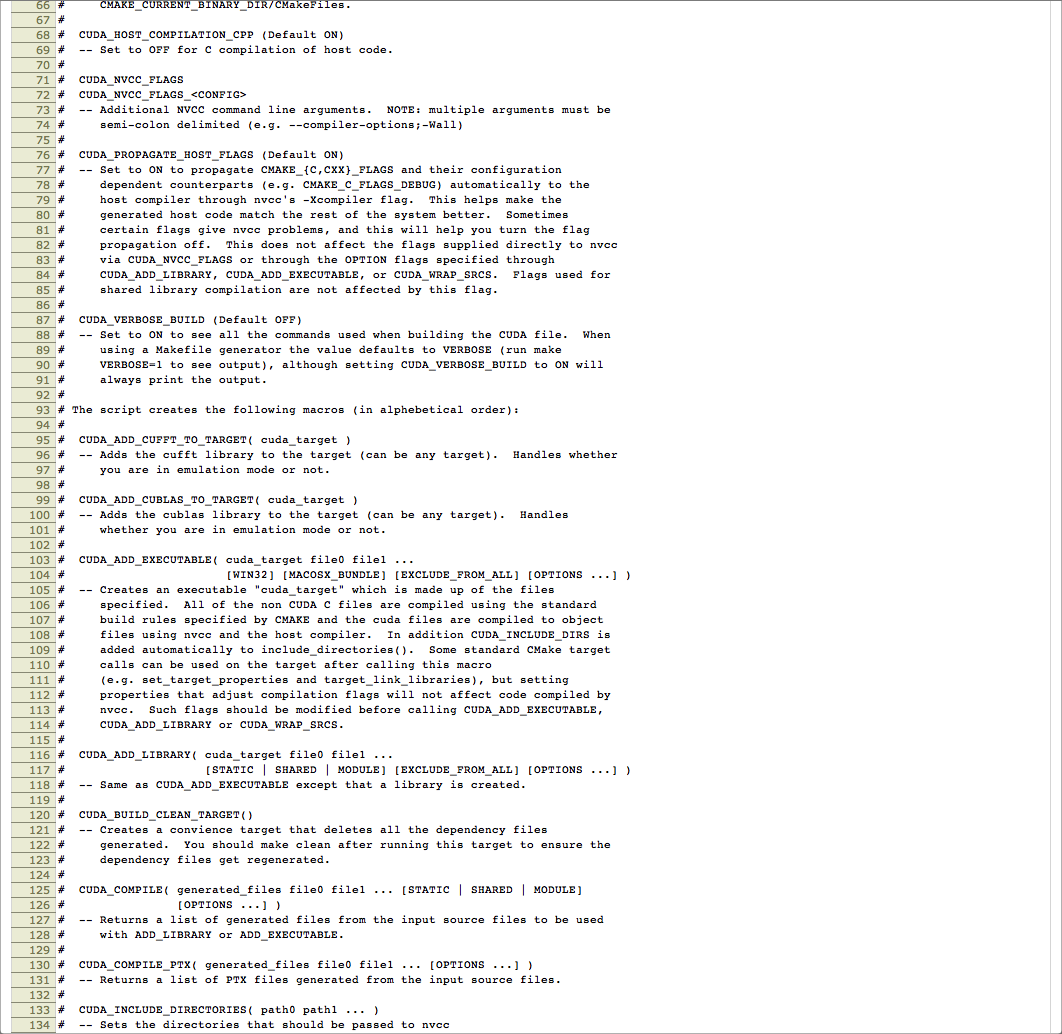 66 #     CMAKE_CURRENT_BINARY_DIR/CMakeFiles.
67 #
68 #  CUDA_HOST_COMPILATION_CPP (Default ON)
69 #  -- Set to OFF for C compilation of host code.
70 #
71 #  CUDA_NVCC_FLAGS
72 #  CUDA_NVCC_FLAGS_<CONFIG>
73 #  -- Additional NVCC command line arguments.  NOTE: multiple arguments must be
74 #     semi-colon delimited (e.g. --compiler-options;-Wall)
75 #
76 #  CUDA_PROPAGATE_HOST_FLAGS (Default ON)
77 #  -- Set to ON to propagate CMAKE_{C,CXX}_FLAGS and their configuration
78 #     dependent counterparts (e.g. CMAKE_C_FLAGS_DEBUG) automatically to the
79 #     host compiler through nvcc's -Xcompiler flag.  This helps make the
80 #     generated host code match the rest of the system better.  Sometimes
81 #     certain flags give nvcc problems, and this will help you turn the flag
82 #     propagation off.  This does not affect the flags supplied directly to nvcc
83 #     via CUDA_NVCC_FLAGS or through the OPTION flags specified through
84 #     CUDA_ADD_LIBRARY, CUDA_ADD_EXECUTABLE, or CUDA_WRAP_SRCS.  Flags used for
85 #     shared library compilation are not affected by this flag.
86 #
87 #  CUDA_VERBOSE_BUILD (Default OFF)
88 #  -- Set to ON to see all the commands used when building the CUDA file.  When
89 #     using a Makefile generator the value defaults to VERBOSE (run make
90 #     VERBOSE=1 to see output), although setting CUDA_VERBOSE_BUILD to ON will
91 #     always print the output.
92 #
93 # The script creates the following macros (in alphebetical order):
94 #
95 #  CUDA_ADD_CUFFT_TO_TARGET( cuda_target )
96 #  -- Adds the cufft library to the target (can be any target).  Handles whether
97 #     you are in emulation mode or not.
98 #
99 #  CUDA_ADD_CUBLAS_TO_TARGET( cuda_target )
100 #  -- Adds the cublas library to the target (can be any target).  Handles
101 #     whether you are in emulation mode or not.
102 #
103 #  CUDA_ADD_EXECUTABLE( cuda_target file0 file1 ...
104 #                       [WIN32] [MACOSX_BUNDLE] [EXCLUDE_FROM_ALL] [OPTIONS ...] )
105 #  -- Creates an executable "cuda_target" which is made up of the files
106 #     specified.  All of the non CUDA C files are compiled using the standard
107 #     build rules specified by CMAKE and the cuda files are compiled to object
108 #     files using nvcc and the host compiler.  In addition CUDA_INCLUDE_DIRS is
109 #     added automatically to include_directories().  Some standard CMake target
110 #     calls can be used on the target after calling this macro
111 #     (e.g. set_target_properties and target_link_libraries), but setting
112 #     properties that adjust compilation flags will not affect code compiled by
113 #     nvcc.  Such flags should be modified before calling CUDA_ADD_EXECUTABLE,
114 #     CUDA_ADD_LIBRARY or CUDA_WRAP_SRCS.
115 #
116 #  CUDA_ADD_LIBRARY( cuda_target file0 file1 ...
117 #                    [STATIC | SHARED | MODULE] [EXCLUDE_FROM_ALL] [OPTIONS ...] )
118 #  -- Same as CUDA_ADD_EXECUTABLE except that a library is created.
119 #
120 #  CUDA_BUILD_CLEAN_TARGET()
121 #  -- Creates a convience target that deletes all the dependency files
122 #     generated.  You should make clean after running this target to ensure the
123 #     dependency files get regenerated.
124 #
125 #  CUDA_COMPILE( generated_files file0 file1 ... [STATIC | SHARED | MODULE]
126 #                [OPTIONS ...] )
127 #  -- Returns a list of generated files from the input source files to be used
128 #     with ADD_LIBRARY or ADD_EXECUTABLE.
129 #
130 #  CUDA_COMPILE_PTX( generated_files file0 file1 ... [OPTIONS ...] )
131 #  -- Returns a list of PTX files generated from the input source files.
132 #
133 #  CUDA_INCLUDE_DIRECTORIES( path0 path1 ... )
134 #  -- Sets the directories that should be passed to nvcc